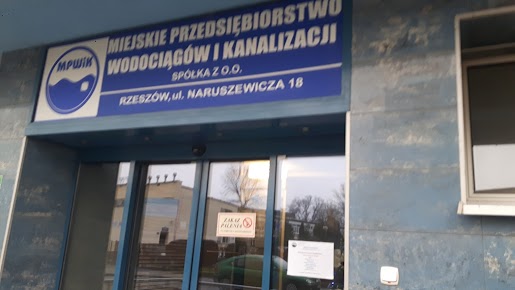 MPWiK
MIEJSKIE PRZEDSIĘBIORSTWO
WODOCIĄGÓW I KANALIZACJI
SPÓŁKA Z O.O.
RZESZÓW, ul. NARUSZEWICZA 18
ZAKAZ
PALENIA